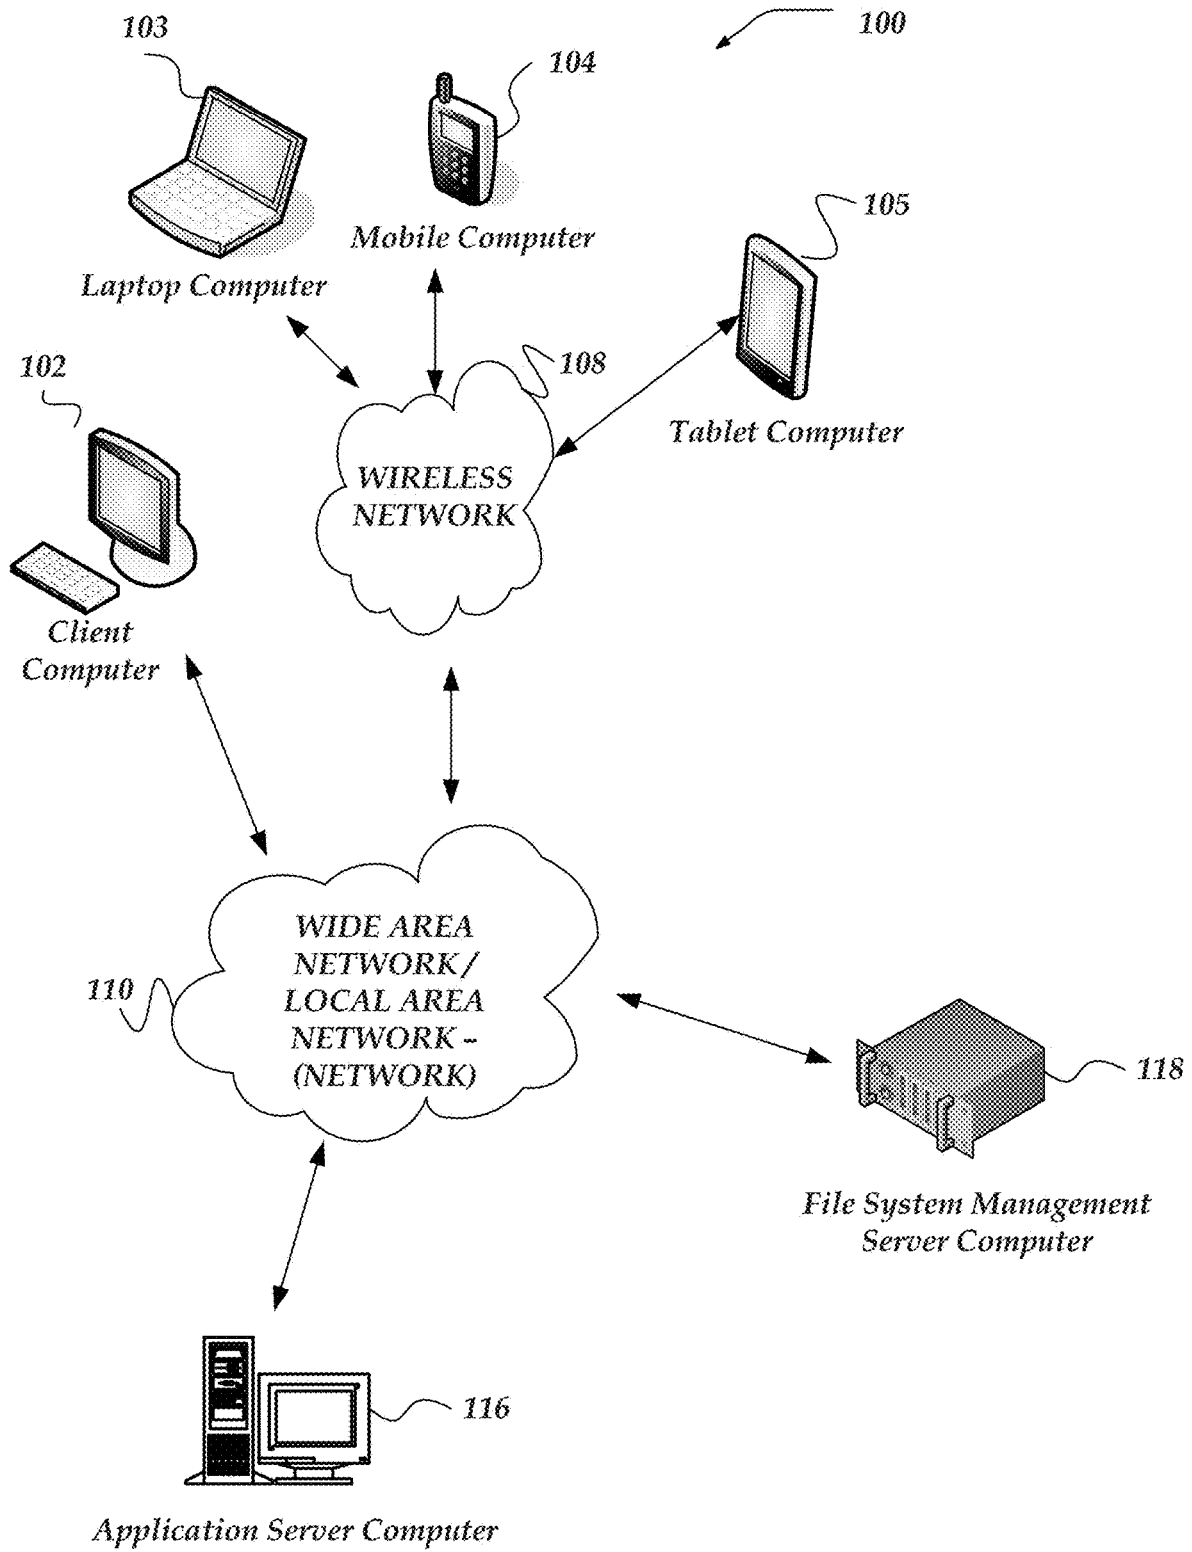 103
100
104
Mobile Computer
105
Laptop Computer
102
108
Tablet Computer
WIRELESS
NETWORK
Client
Computer
WIDE AREA
NETWORK /
LOCAL AREA
NETWORK –
(NETWORK)
110
118
File System Management
Server Computer
116
Application Server Computer